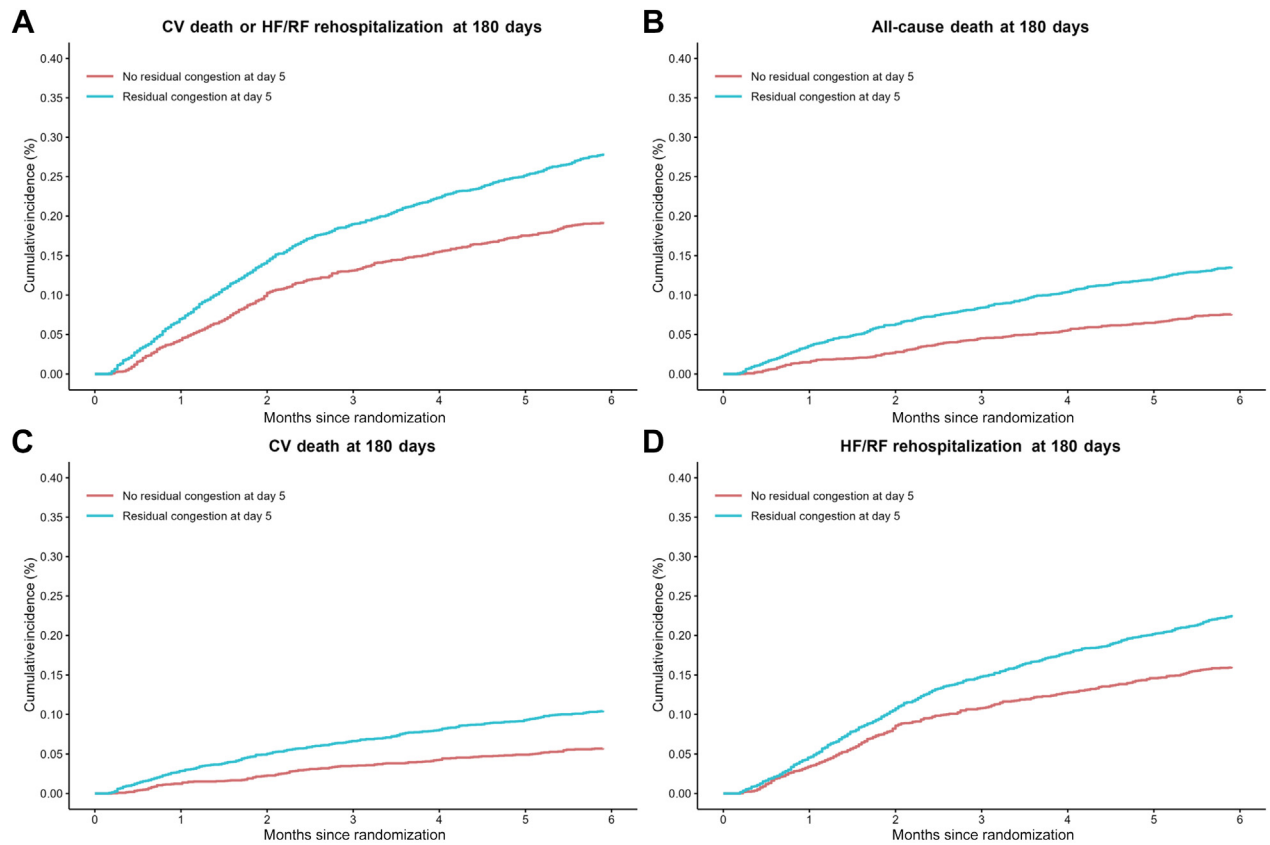 A
CV death or HF/RF rehospitalization at 180 days
No residual congestion at day 5
Residual congestion at day 5
Cumulativeincidence (%)
0.40
0.35
0.30
0.25
0.20
0.15
0.10
0.05
0.00
0 1 2 3 4 5 6
Months since randomization
B
All-cause death at 180 days
No residual congestion at day 5
Residual congestion at day 5
Cumulativeincidence (%)
0.40
0.35
0.30
0.25
0.20
0.15
0.10
0.05
0.00
0 1 2 3 4 5 6
Months since randomization
C
CV death at 180 days
No residual congestion at day 5
Residual congestion at day 5
Cumulativeincidence (%)
0.40
0.35
0.30
0.25
0.20
0.15
0.10
0.05
0.00
0 1 2 3 4 5 6
Months since randomization
D
HF/RF rehospitalization at 180 days
No residual congestion at day 5
Residual congestion at day 5
Cumulativeincidence (%)
0.40
0.35
0.30
0.25
0.20
0.15
0.10
0.05
0.00
0 1 2 3 4 5 6
Months since randomization